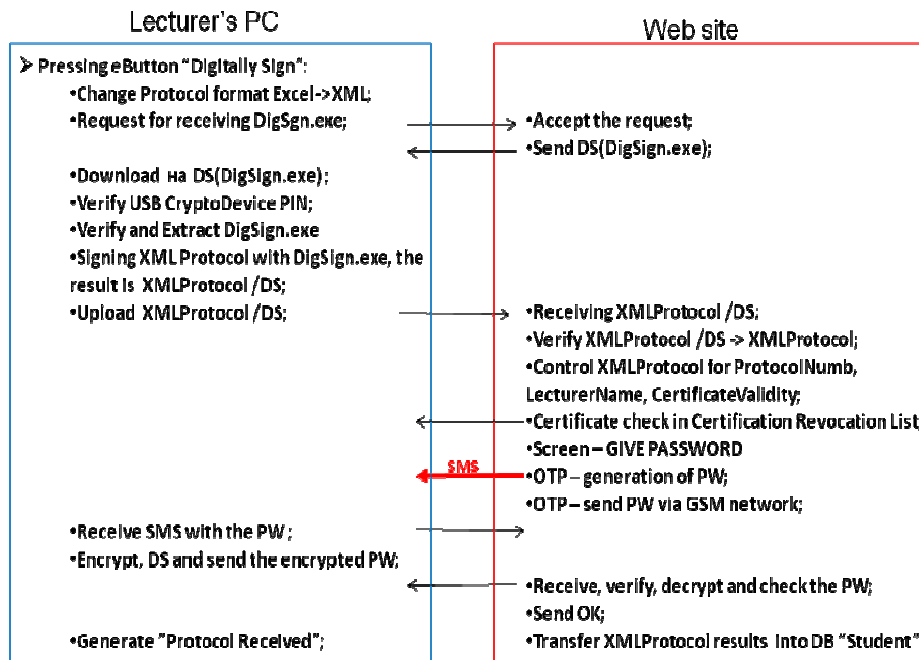 Lecturer's PC
Web site
➢ Pressing eButton "Digitally Sign":
•Change Protocol format Excel->XML;
•Request for receiving DigSgn.exe;
•Accept the request;
•Send DS(DigSign.exe);
•Download на DS(DigSign.exe);
•Verify USB CryptoDevice PIN;
•Verify and Extract DigSign.exe
•Signing XMLProtocol with DigSign.exe, the
result is XMLProtocol /DS;
•Upload XMLProtocol /DS;
•Receiving XMLProtocol /DS;
•Verify XMLProtocol /DS -> XMLProtocol;
•Control XMLProtocol for ProtocolNumb,
LecturerName, CertificateValidity;
•Certificate check in Certification Revocation List
•Screen – GIVE PASSWORD
SMS
•OTP – generation of PW;
•OTP – send PW via GSM network;
•Receive SMS with the PW;
•Encrypt, DS and send the encrypted PW;
•Receive, verify, decrypt and check the PW;
•Send OK;
•Generate "Protocol Received";
•Transfer XMLProtocol results Into DB "Student"